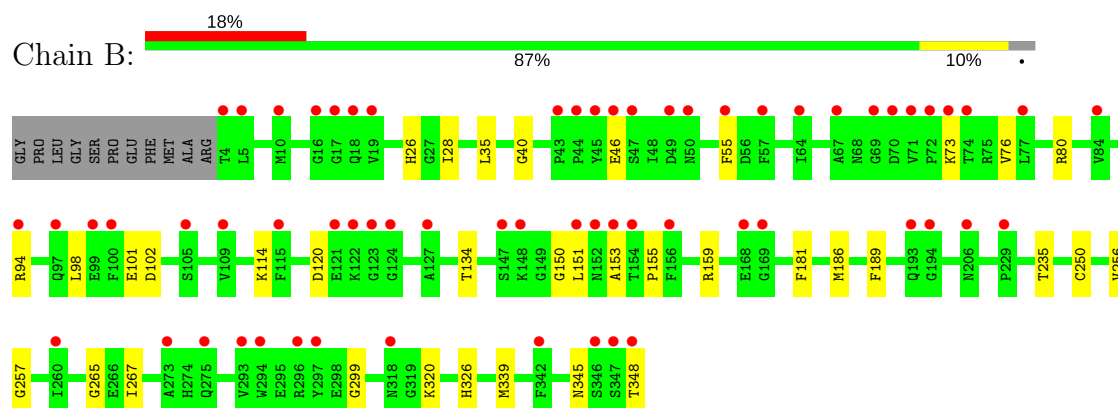 18%
Chain B:
87% 10% •
GLY PRO LEU GLY SER PRO GLU PHE MET ALA ARG T4 L5 M10 G16 G17 Q18 V19 H26 G27 I28 L35 G40 P43 P44 Y45 E46 S47 I48 D49 N50 F55 D56 F57 I64 A67 N68 G69 D70 V71 P72 K73 T74 R75 V76 L77 R80 V84
R94 Q97 L98 E99 F100 E101 D102 S105 V109 K114 F115 D120 E121 K122 G123 G124 A127 T134 S147 K148 G149 G150 L151 N152 A153 T154 P155 F156 R159 E168 G169 F181 M186 F189 Q193 G194 N206 P229 T235 C250 V256
G257 I260 G265 E266 I267 A273 H274 Q275 V293 W294 E295 R296 Y297 E298 G299 N318 G319 K320 H326 M339 F342 N345 S346 S347 T348